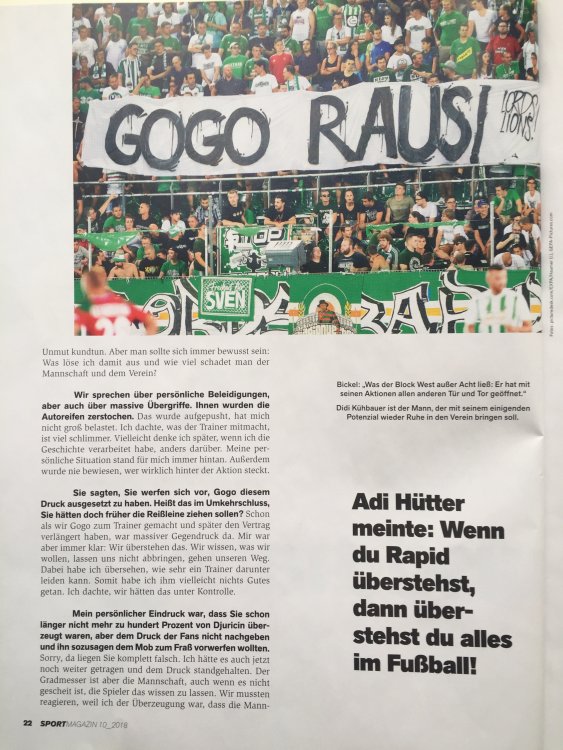 GOGO RAUS!
LORDS
LIONS!
SVEN
Fotos: picturedesk.com/EXPA/Neumar
Unmut kundtun. Aber man sollte sich immer bewusst sein:
Was löse ich damit aus und wie viel schadet man der
Mannschaft und dem Verein?
Wir sprechen über persönliche Beleidigungen,
aber auch über massive Übergriffe. Ihnen wurden die
Autoreifen zerstochen. Das wurde aufgepusht, hat mich
nicht groß belastet. Ich dachte, was der Trainer mitmacht,
ist viel schlimmer. Vielleicht denke ich später, wenn ich die
Geschichte verarbeitet habe, anders darüber. Meine per-
sönliche Situation stand für mich immer hintan. Außerdem
wurde nie bewiesen, wer wirklich hinter der Aktion steckt.
Sie sagten, Sie werfen sich vor, Gogo diesem
Druck ausgesetzt zu haben. Heißt das im Umkehrschluss,
Sie hätten doch früher die Reißleine ziehen sollen? Schon
als wir Gogo zum Trainer gemacht und später den Vertrag
verlängert haben, war massiver Gegendruck da. Mir war
aber immer klar: Wir überstehen das. Wir wissen, was wir
wollen, lassen uns nicht abbringen, gehen unseren Weg.
Dabei habe ich übersehen, wie sehr ein Trainer darunter
leiden kann. Somit habe ich ihm vielleicht nichts Gutes
getan. Ich dachte, wir hätten das unter Kontrolle.
Mein persönlicher Eindruck war, dass Sie schon
länger nicht mehr zu hundert Prozent von Djuricin über-
zeugt waren, aber dem Druck der Fans nicht nachgeben
und ihn sozusagen dem Mob zum Fraß vorwerfen wollten.
Sorry, da liegen Sie komplett falsch. Ich hätte es auch jetzt
noch weiter getragen und dem Druck standgehalten. Der
Gradmesser ist aber die Mannschaft, auch wenn es nicht
gescheit ist, die Spieler das wissen zu lassen. Wir mussten
reagieren, weil ich der Überzeugung war, dass die Mann-
Bickel: „Was der Block West außer Acht ließ: Er hat mit
seinen Aktionen allen anderen Tür und Tor geöffnet.“
Didi Kühbauer ist der Mann, der mit seinem einigenden
Potenzial wieder Ruhe in den Verein bringen soll.
Adi Hütter
meinte: Wenn
du Rapid
überstehst,
dann über-
stehst du alles
im Fußball!
22 SPORTMAGAZIN 10_2018